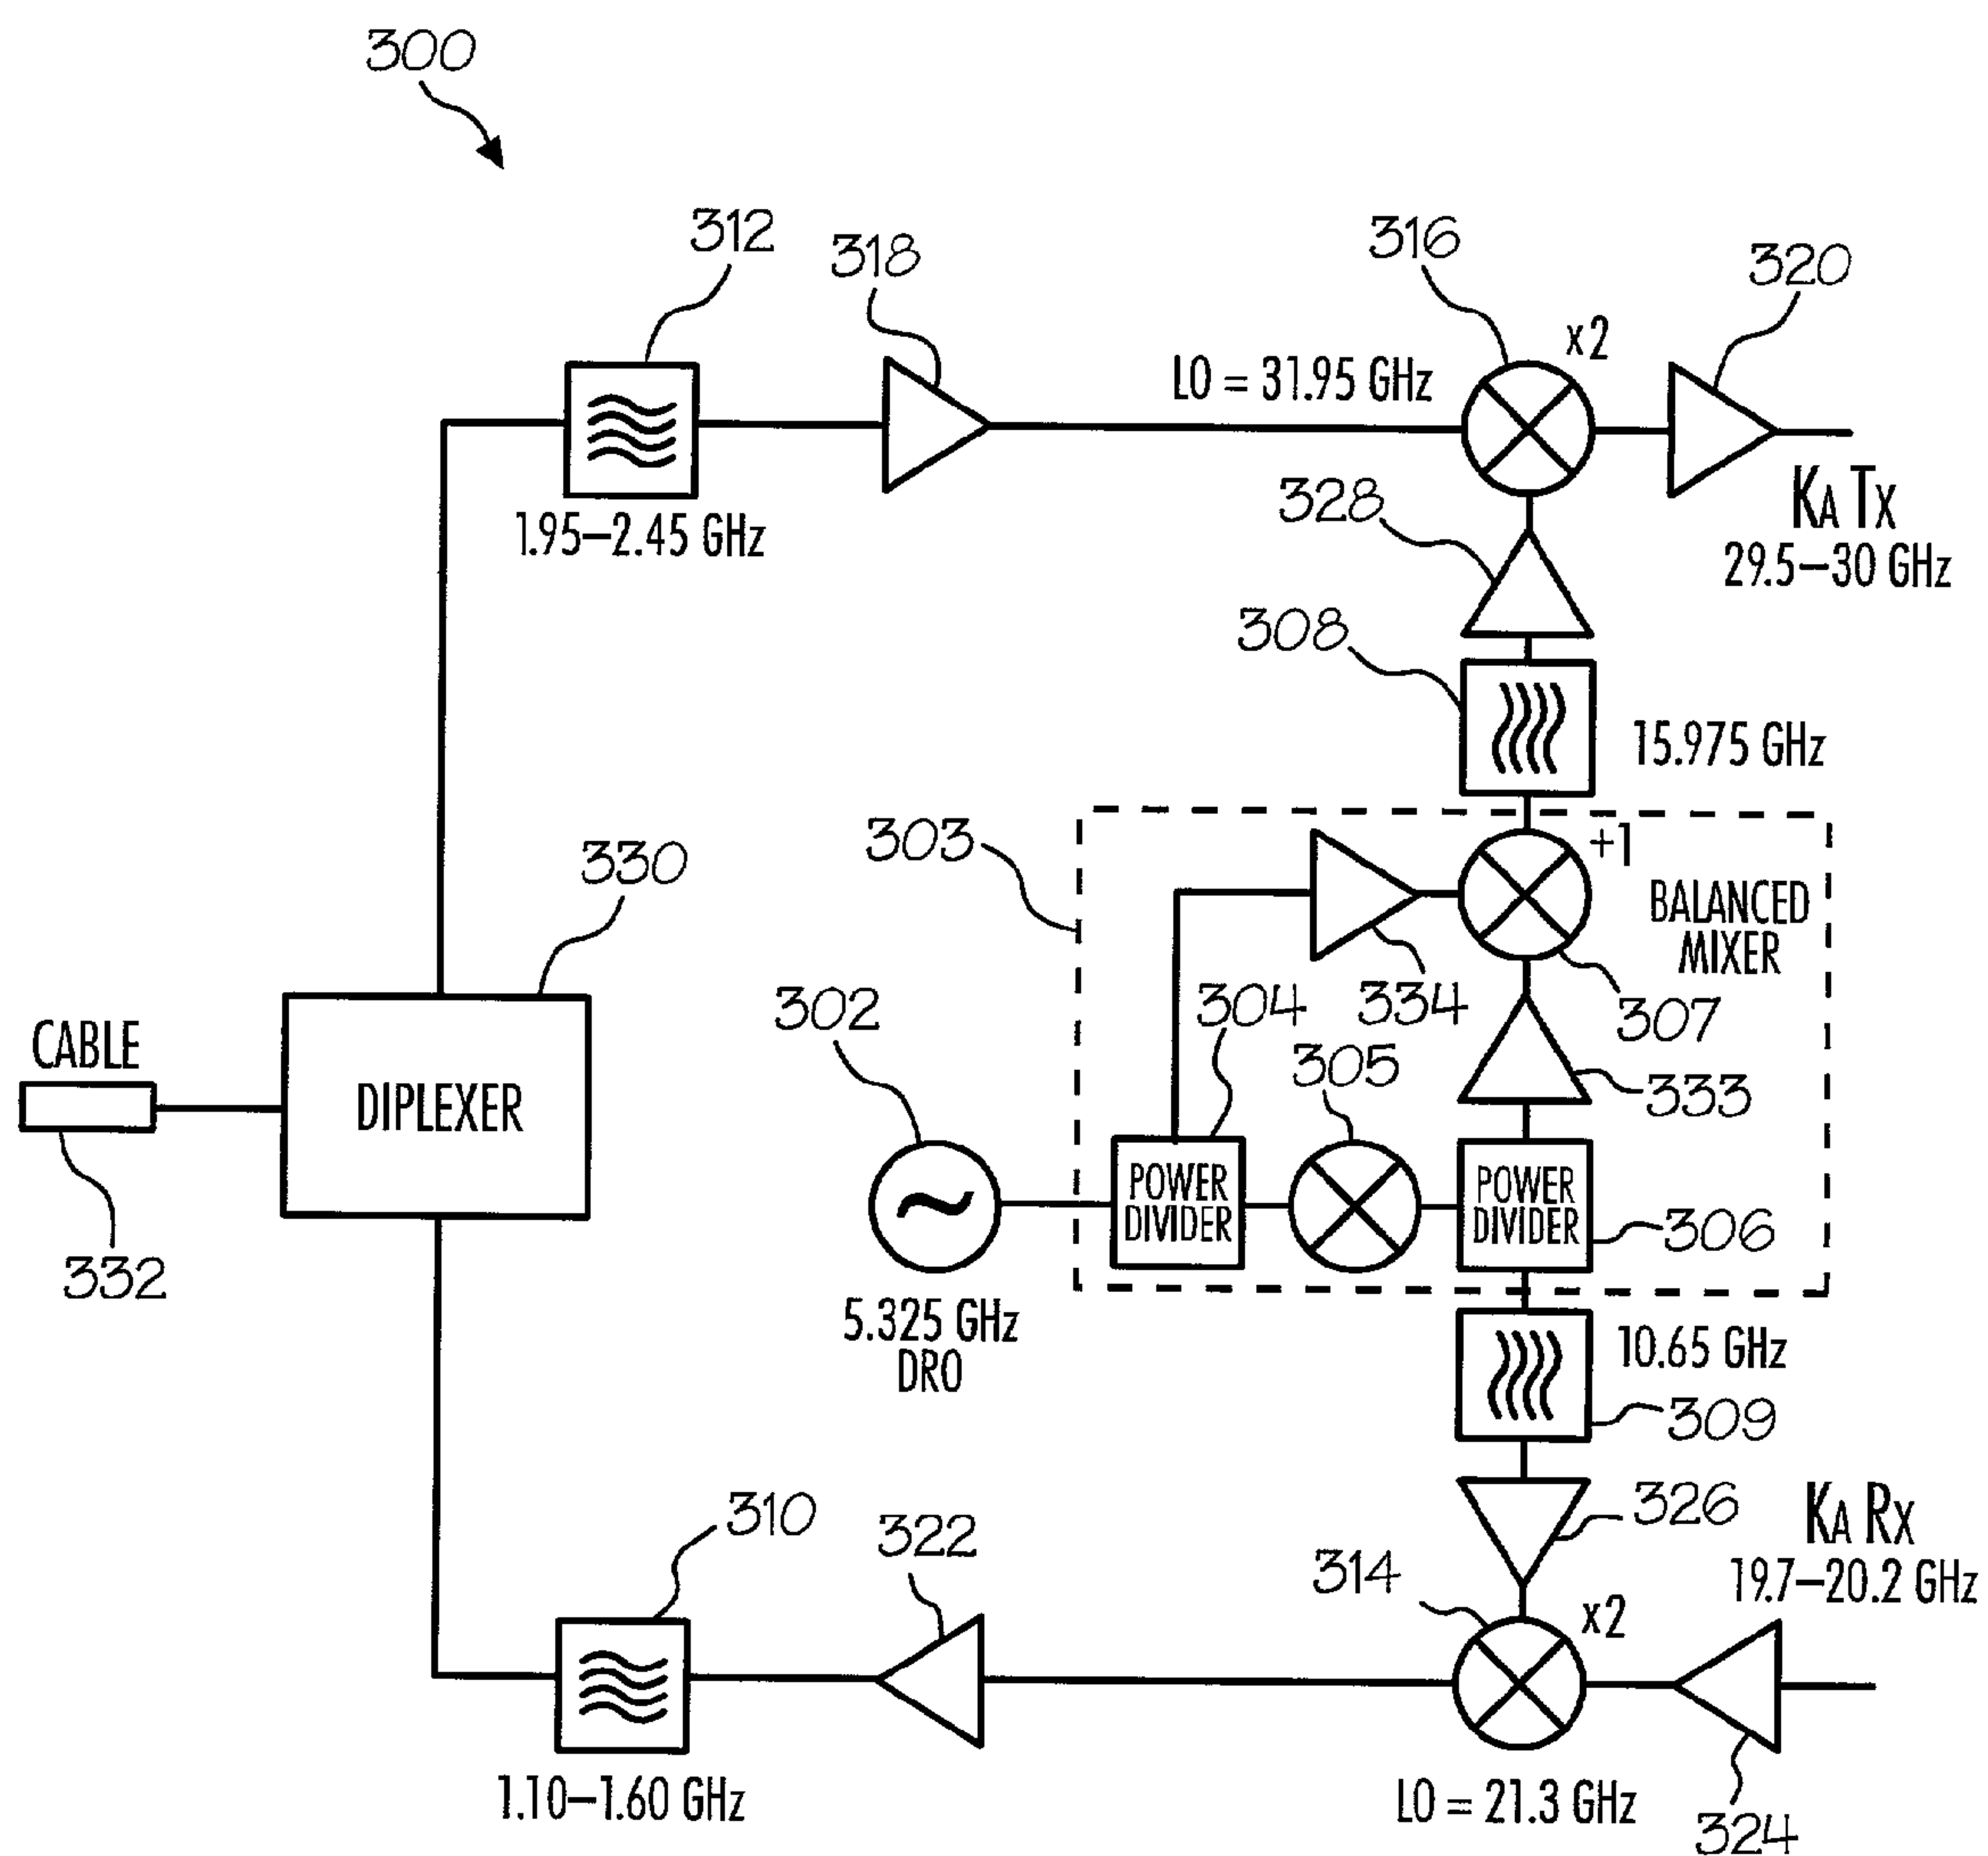 300
312
318
316
320
x2
LO = 31.95 GHz
1.95–2.45 GHz
328
KA TX
29.5–30 GHz
308
15.975 GHz
303
+1
BALANCED
MIXER
330
334
307
302
304
305
333
CABLE
DIPLEXER
POWER
DIVIDER
POWER
DIVIDER
306
332
5.325 GHz
DRO
10.65 GHz
309
310
322
326
KA RX
19.7–20.2 GHz
314
x2
1.10–1.60 GHz
LO = 21.3 GHz
324